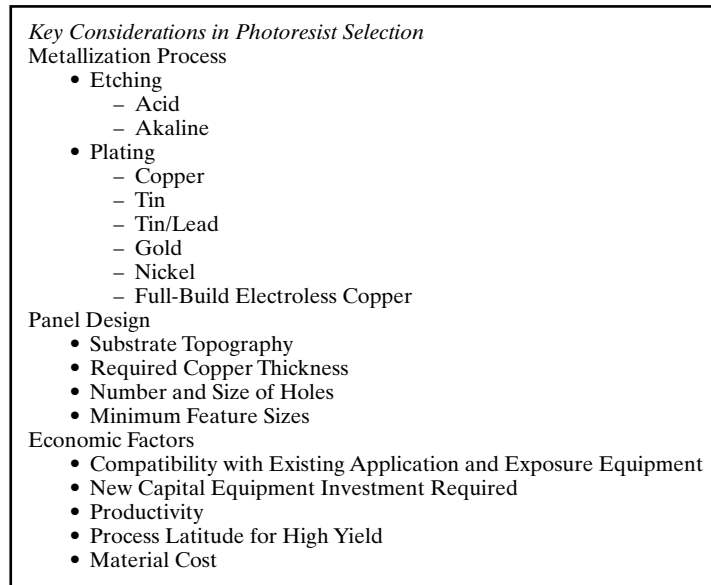 Key Considerations in Photoresist Selection
Metallization Process
• Etching
– Acid
– Akaline
• Plating
– Copper
– Tin
– Tin/Lead
– Gold
– Nickel
– Full-Build Electroless Copper
Panel Design
• Substrate Topography
• Required Copper Thickness
• Number and Size of Holes
• Minimum Feature Sizes
Economic Factors
• Compatibility with Existing Application and Exposure Equipment
• New Capital Equipment Investment Required
• Productivity
• Process Latitude for High Yield
• Material Cost